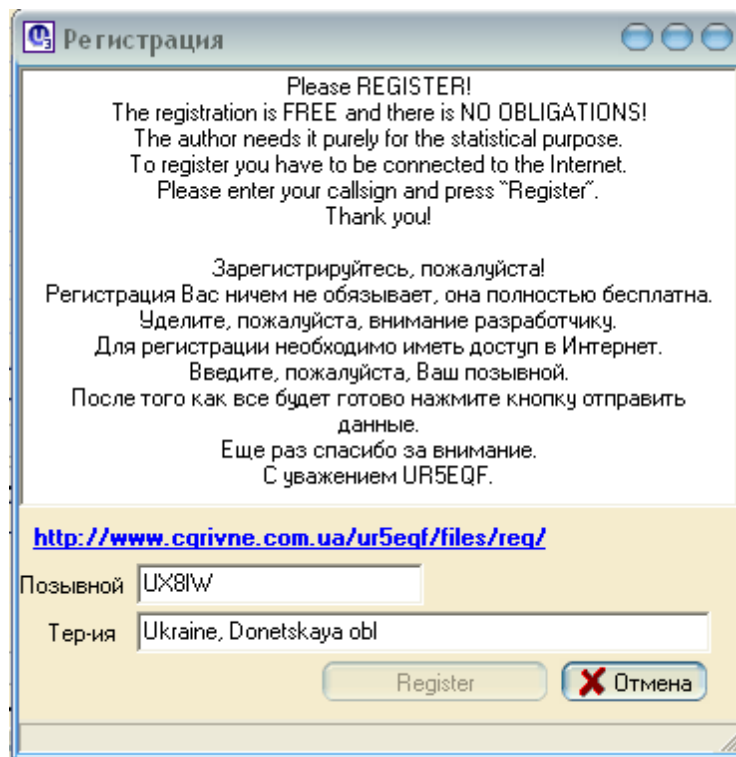 Регистрация
Please REGISTER!
The registration is FREE and there is NO OBLIGATIONS!
The author needs it purely for the statistical purpose.
To register you have to be connected to the Internet.
Please enter your callsign and press ~Register~.
Thank you!
Зарегистрируйтесь, пожалуйста!
Регистрация Вас ничем не обязывает, она полностью бесплатна.
Уделите, пожалуйста, внимание разработчику.
Для регистрации необходимо иметь доступ в Интернет.
Введите, пожалуйста, Ваш позывной.
После того как все будет готово нажмите кнопку отправить
данные.
Еще раз спасибо за внимание.
С уважением UR5EQF.
http://www.cqrivne.com.ua/ur5eqf/files/reg/
Позывной UX8IW
Тер-ия Ukraine, Donetskaya obl
Register Отмена